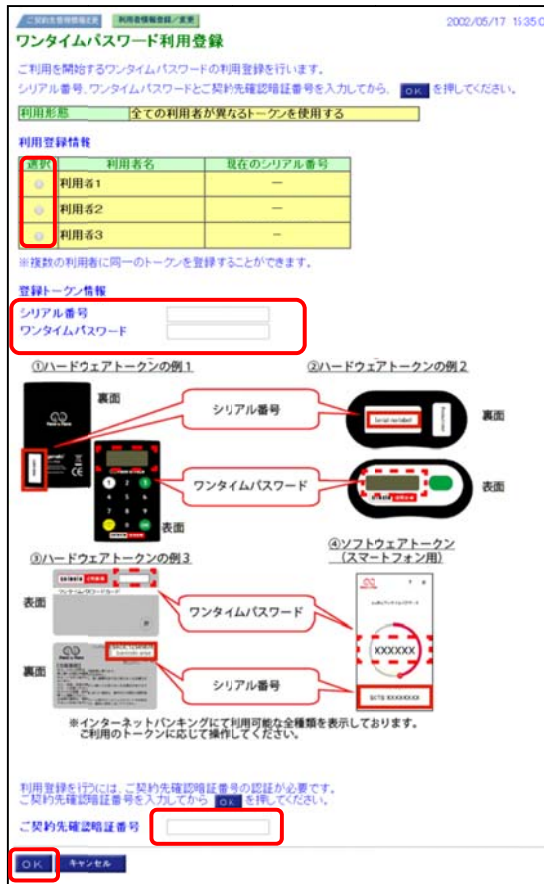 ご契約先登録情報変更 利用者情報登録／変更
2002/05/17 1
ワンタイムパスワード利用登録
ご利用を開始するワンタイムパスワードの利用登録を行います。
シリアル番号、ワンタイムパスワードとご契約先確認暗証番号を入力してから、 OK を押してください。
利用形態 全ての利用者が異なるトークンを使用する
利用登録情報
選択 利用者名 現在のシリアル番号
利用者1 －
利用者2 －
利用者3 －
※複数の利用者に同一のトークンを登録することができます。
登録トークン情報
シリアル番号
ワンタイムパスワード
①ハードウェアトークンの例１ ②ハードウェアトークンの例２
裏面 シリアル番号 裏面
ワンタイムパスワード 表面
表面
③ハードウェアトークンの例３ ④ソフトウェアトークン
（スマートフォン用）
表面 ワンタイムパスワード XXXXXX
裏面 シリアル番号
※インターネットバンキングにて利用可能な全種類を表示しております。
ご利用のトークンに応じて操作してください。
利用登録を行うには、ご契約先確認暗証番号の認証が必要です。
ご契約先確認暗証番号を入力してから OK を押してください。
ご契約先確認暗証番号
OK キャンセル